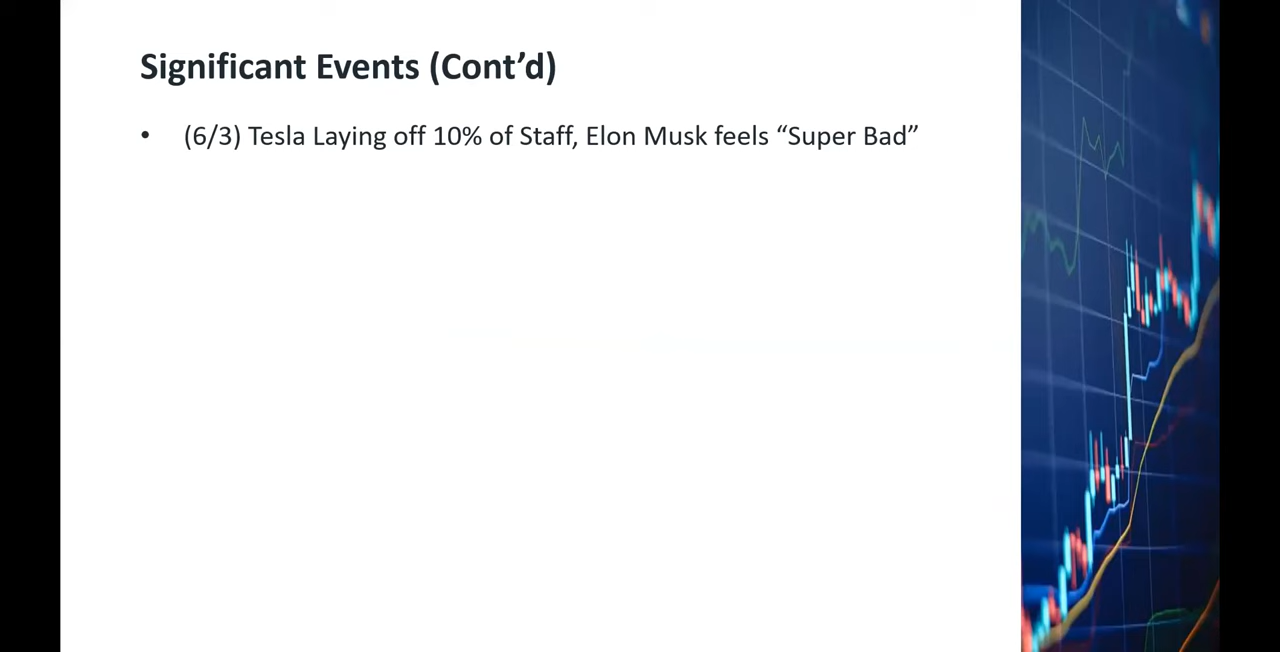 Significant Events (Cont’d)
• (6/3) Tesla Laying off 10% of Staff, Elon Musk feels “Super Bad”